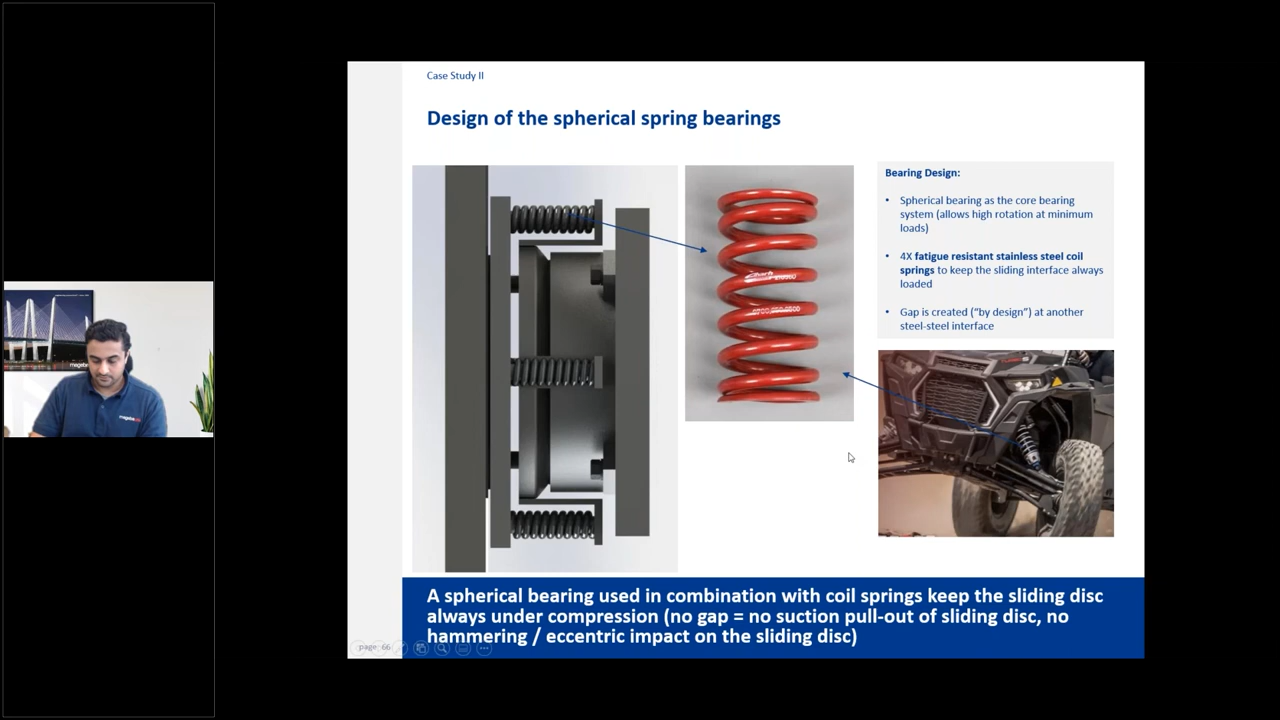 Case Study II
Design of the spherical spring bearings
Bearing Design:
• Spherical bearing as the core bearing
system (allows high rotation at minimum
loads)
• 4X fatigue resistant stainless steel coil
springs to keep the sliding interface always
loaded
• Gap is created ("by design") at another
steel-steel interface
A spherical bearing used in combination with coil springs keep the sliding disc
always under compression (no gap = no suction pull-out of sliding disc, no
hammering / eccentric impact on the sliding disc)
page: 66